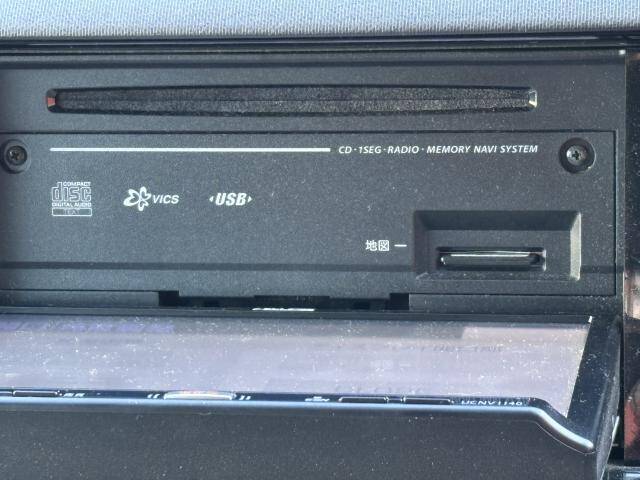 CD・1SEG・RADIO・MEMORY NAVI SYSTEM
COMPACT
disc
DIGITAL AUDIO
TEXT
VICS
USB
地図